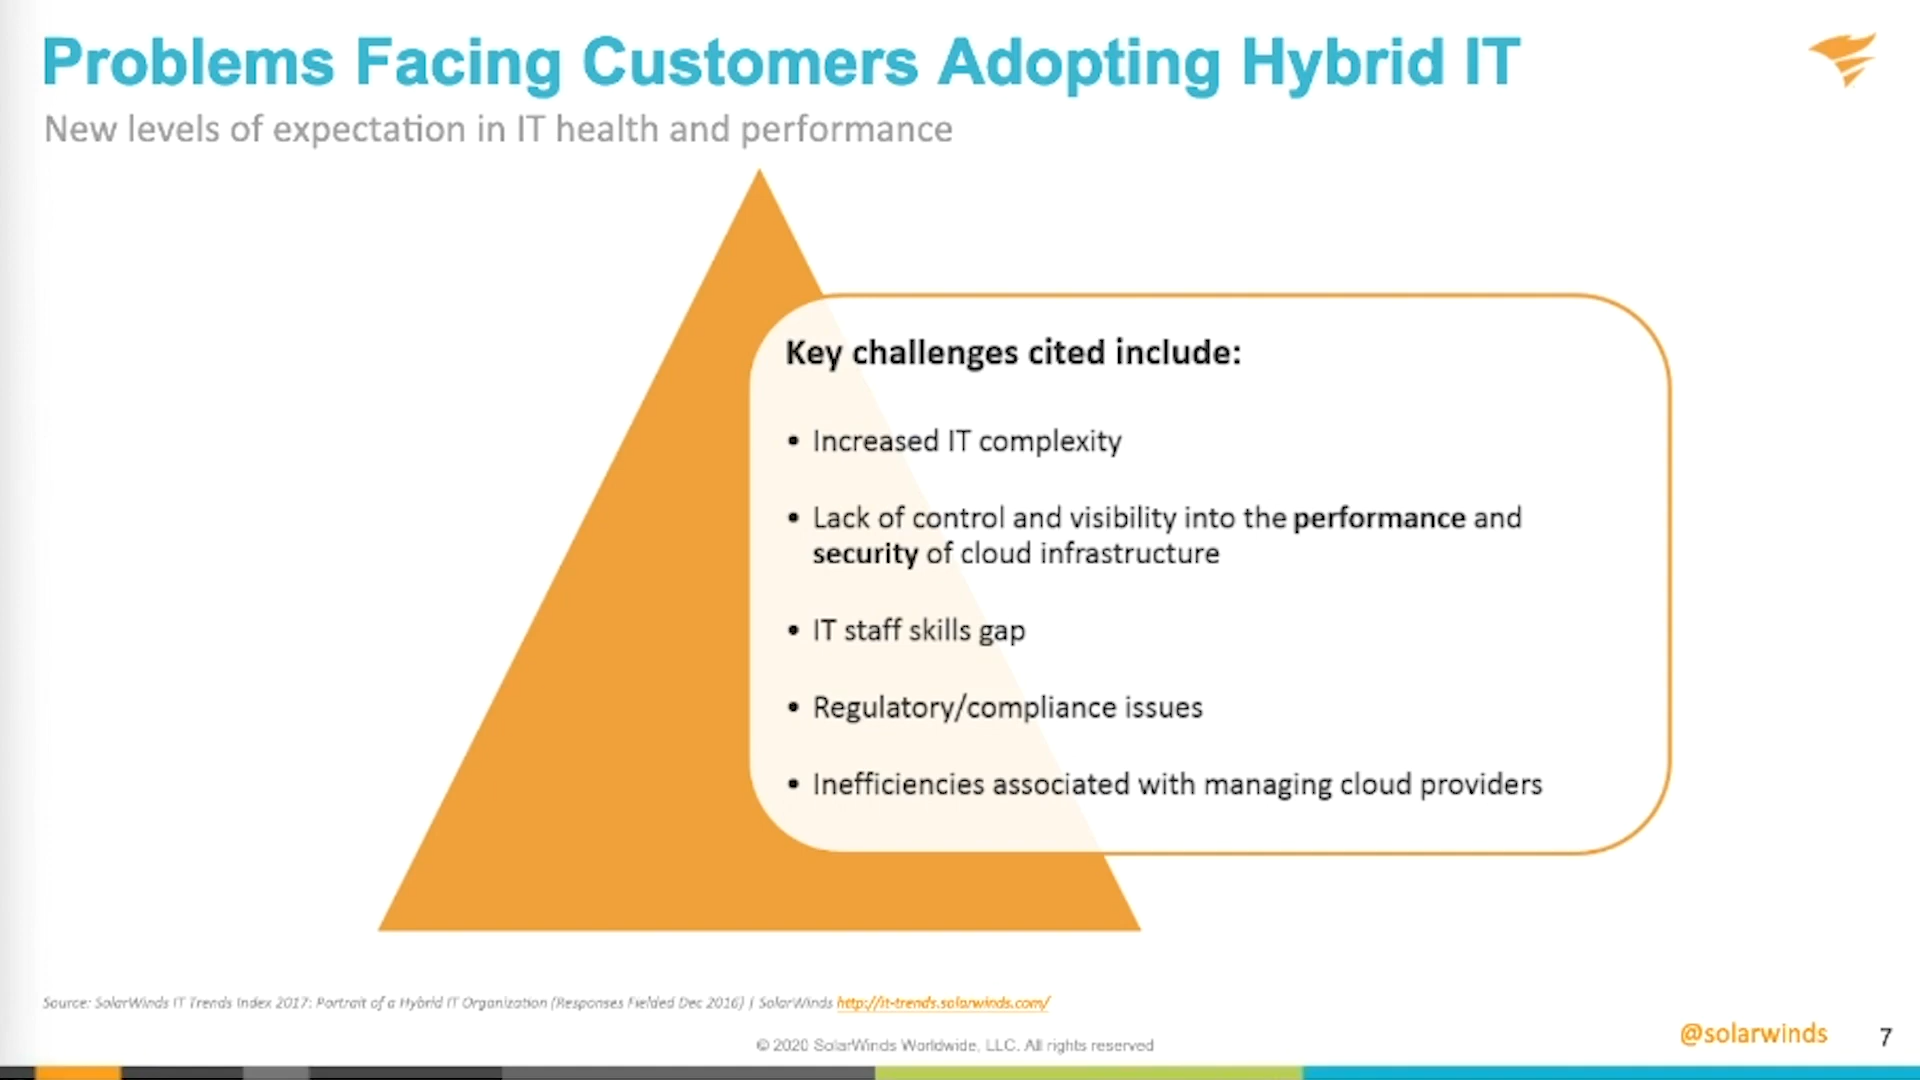 Problems Facing Customers Adopting Hybrid IT
New levels of expectation in IT health and performance
Key challenges cited include:
• Increased IT complexity
• Lack of control and visibility into the performance and
security of cloud infrastructure
• IT staff skills gap
• Regulatory/compliance issues
• Inefficiencies associated with managing cloud providers
Source: SolarWinds IT Trends Index 2017: Portrait of a Hybrid IT Organization (Responses Fielded Dec 2016) | SolarWinds http://it-trends.solarwinds.com/
© 2020 SolarWinds Worldwide, LLC. All rights reserved
@solarwinds 7